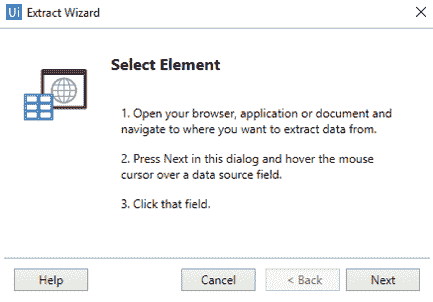 Ui Extract Wizard
Select Element
1. Open your browser, application or document and
navigate to where you want to extract data from.
2. Press Next in this dialog and hover the mouse
cursor over a data source field.
3. Click that field.
Help Cancel < Back Next